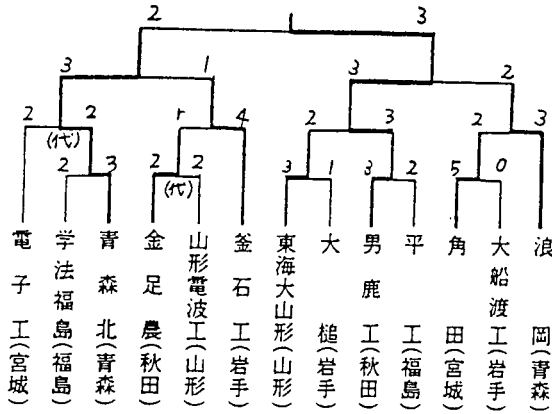 2 3
3 1 3 2
2 2 r 4 2 3 2 3
(代)
2 3 2 2 3 1 3 2 5 0
(代)
電子工(宮城)
学法福島(福島)
青森北(青森)
金足農(秋田)
山形電波工(山形)
釜石工(岩手)
東海大山形(山形)
大槌(岩手)
男鹿工(秋田)
平工(福島)
角田(宮城)
大船渡工(岩手)
浪岡(青森)